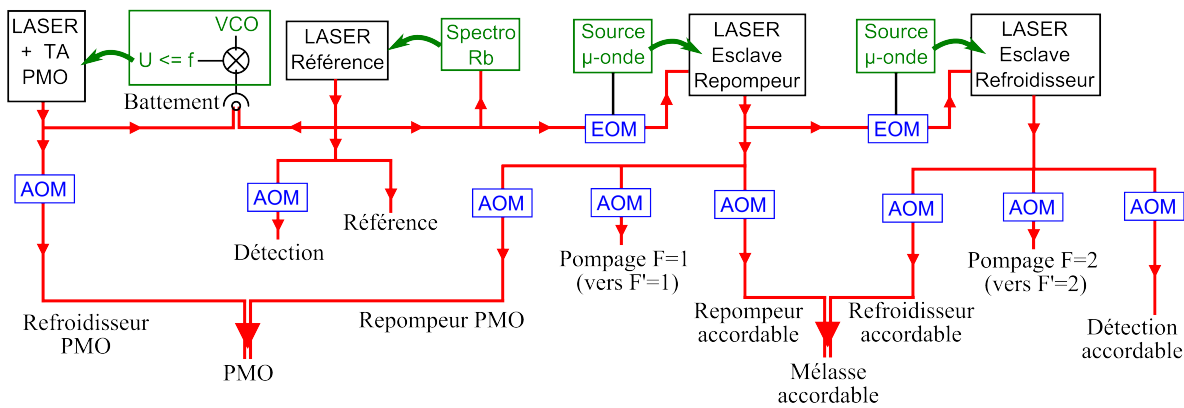 LASER
+ TA
PMO
VCO
U <= f
Battement
LASER
Référence
Spectro
Rb
Source
µ-onde
LASER
Esclave
Repompeur
Source
µ-onde
LASER
Esclave
Refroidisseur
EOM
EOM
AOM
AOM
AOM
AOM
AOM
AOM
AOM
AOM
Détection
Référence
Pompage F=1
(vers F'=1)
Pompage F=2
(vers F'=2)
Refroidisseur
PMO
Repompeur PMO
Repompeur
accordable
Refroidisseur
accordable
Détection
accordable
PMO
Mélasse
accordable